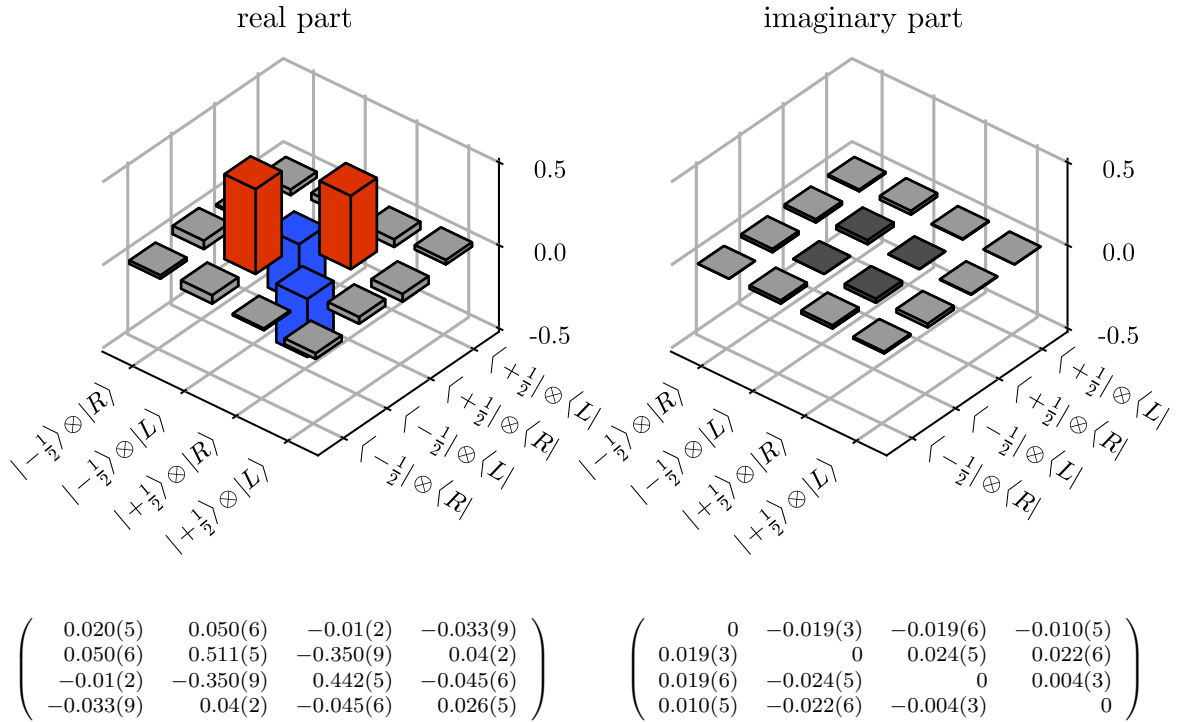 real part
imaginary part
0.5
0.0
-0.5
0.5
0.0
-0.5
|−1/2⟩⊗|R⟩
|−1/2⟩⊗|L⟩
|+1/2⟩⊗|R⟩
|+1/2⟩⊗|L⟩
⟨+1/2|⊗⟨L|
⟨+1/2|⊗⟨R|
⟨−1/2|⊗⟨L|
⟨−1/2|⊗⟨R|
|−1/2⟩⊗|R⟩
|−1/2⟩⊗|L⟩
|+1/2⟩⊗|R⟩
|+1/2⟩⊗|L⟩
⟨+1/2|⊗⟨L|
⟨+1/2|⊗⟨R|
⟨−1/2|⊗⟨L|
⟨−1/2|⊗⟨R|
0.020(5) 0.050(6) −0.01(2) −0.033(9)
0.050(6) 0.511(5) −0.350(9) 0.04(2)
−0.01(2) −0.350(9) 0.442(5) −0.045(6)
−0.033(9) 0.04(2) −0.045(6) 0.026(5)
0 −0.019(3) −0.019(6) −0.010(5)
0.019(3) 0 0.024(5) 0.022(6)
0.019(6) −0.024(5) 0 0.004(3)
0.010(5) −0.022(6) −0.004(3) 0